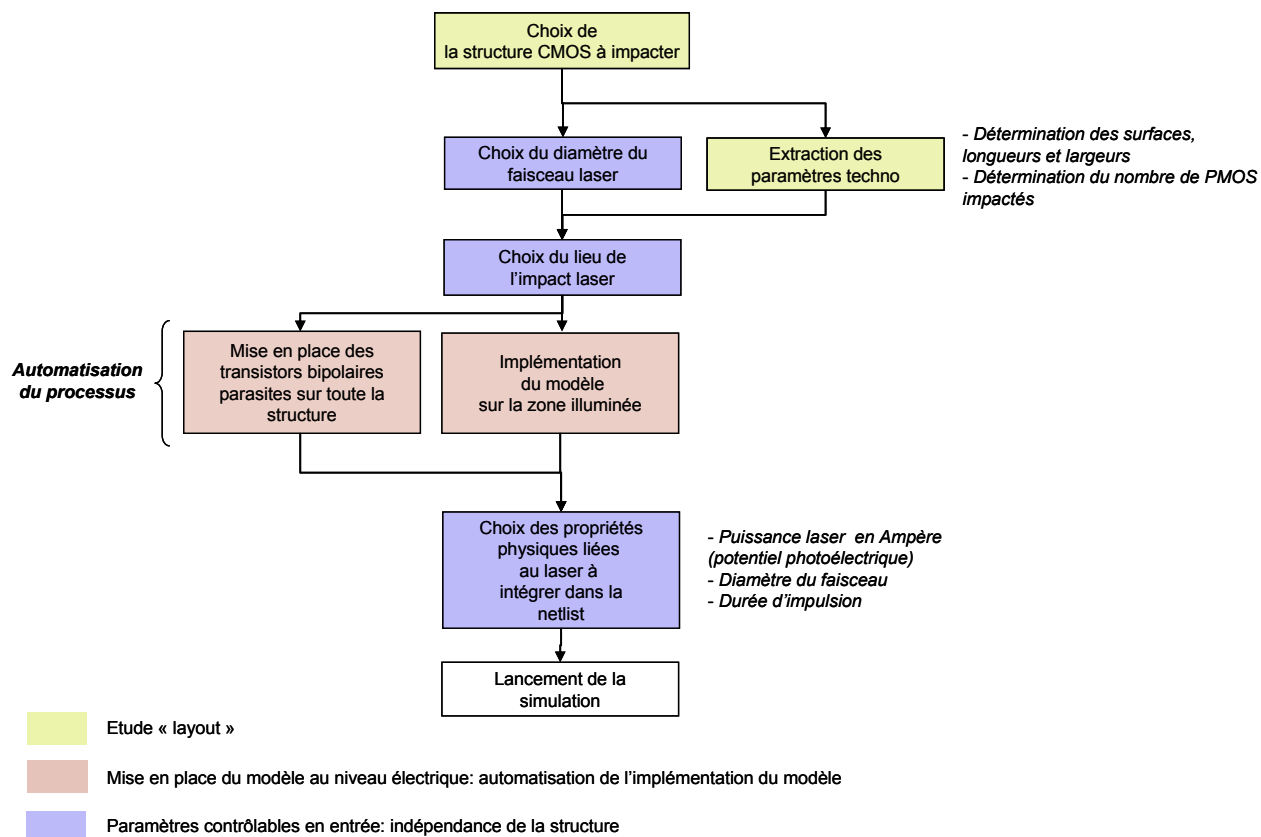 Choix de
la structure CMOS à impacter
Choix du diamètre du
faisceau laser
Extraction des
paramètres techno
- Détermination des surfaces,
longueurs et largeurs
- Détermination du nombre de PMOS
impactés
Choix du lieu de
l’impact laser
Automatisation
du processus
Mise en place des
transistors bipolaires
parasites sur toute la
structure
Implémentation
du modèle
sur la zone illuminée
Choix des propriétés
physiques liées
au laser à
intégrer dans la
netlist
- Puissance laser en Ampère
(potentiel photoélectrique)
- Diamètre du faisceau
- Durée d’impulsion
Lancement de la
simulation
Etude « layout »
Mise en place du modèle au niveau électrique: automatisation de l’implémentation du modèle
Paramètres contrôlables en entrée: indépendance de la structure